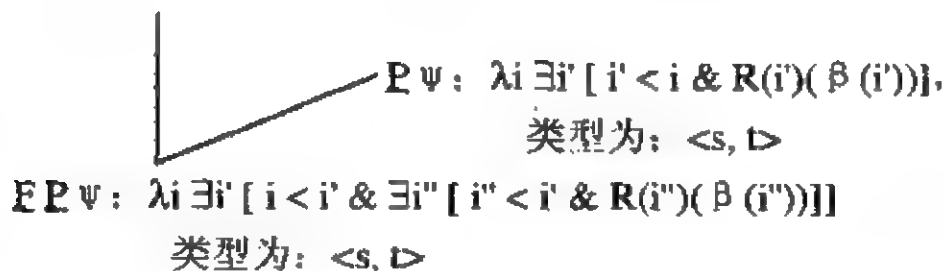 P ψ： λi ∃i' [ i' < i & R(i')( β (i'))],
类型为：<s, t>
F P ψ： λi ∃i' [ i < i' & ∃i" [ i" < i' & R(i")( β (i"))]]
类型为：<s, t>